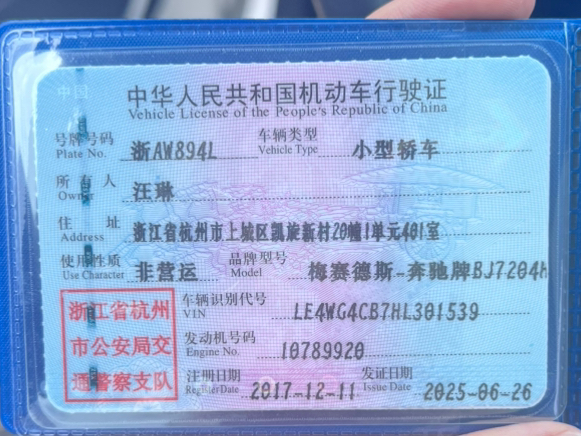 中国
中华人民共和国机动车行驶证
Vehicle License of the People's Republic of China
号牌号码 Plate No. 浙AW894L 车辆类型 Vehicle Type 小型轿车
所有人 Owner 汪琳
住址 Address 浙江省杭州市上城区凯旋新村20幢1单元401室
使用性质 Use Character 非营运 品牌型号 Model 梅赛德斯-奔驰牌BJ7204H
浙江省杭州 车辆识别代号 VIN LE4WG4CB7HL301539
市公安局交 发动机号码 Engine No. 10789920
通警察支队 注册日期 Register Date 2017-12-11 发证日期 Issue Date 2025-06-26